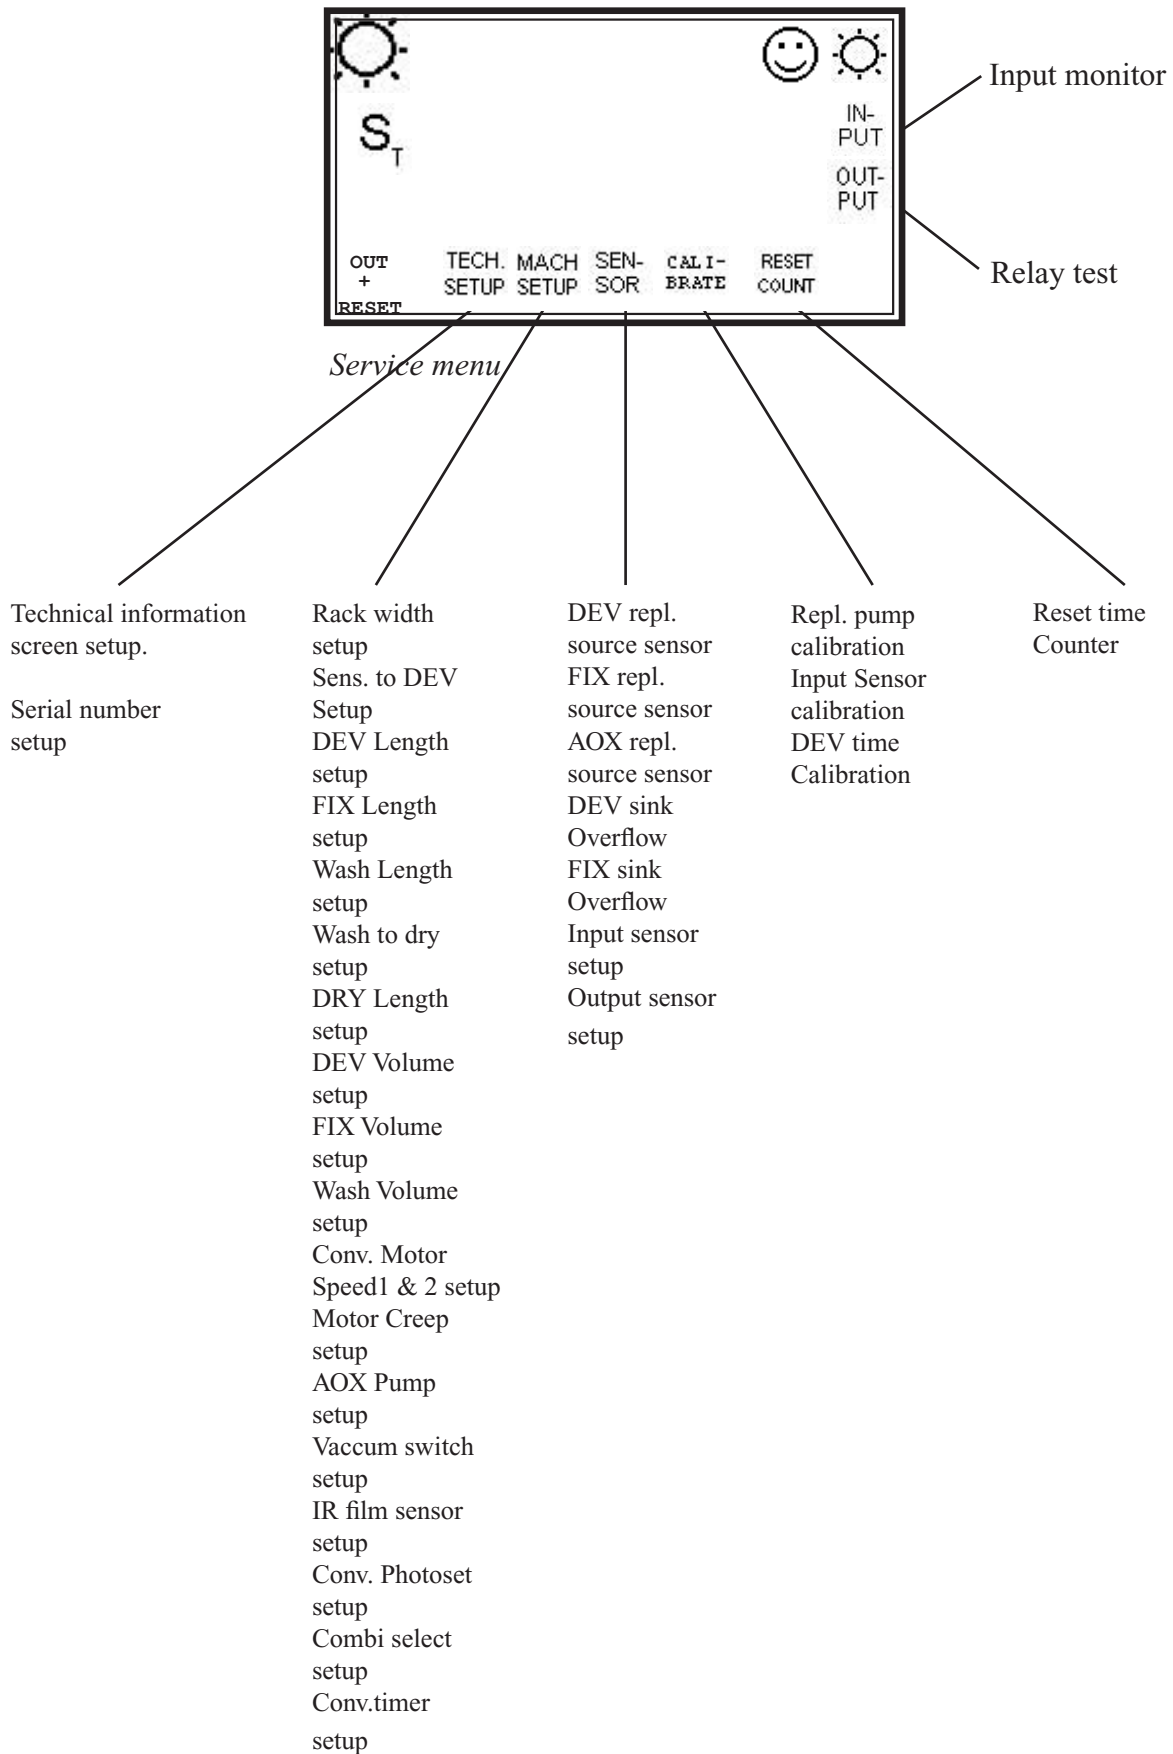 Input monitor
IN-
PUT
S T
OUT-
PUT
Relay test
OUT
+
RESET
TECH.
SETUP
MACH
SETUP
SEN-
SOR
CALI-
BRATE
RESET
COUNT
Service menu
Technical information
screen setup.
Serial number
setup
Rack width
setup
Sens. to DEV
Setup
DEV Length
setup
FIX Length
setup
Wash Length
setup
Wash to dry
setup
DRY Length
setup
DEV Volume
setup
FIX Volume
setup
Wash Volume
setup
Conv. Motor
Speed1 & 2 setup
Motor Creep
setup
AOX Pump
setup
Vaccum switch
setup
IR film sensor
setup
Conv. Photoset
setup
Combi select
setup
Conv.timer
setup
DEV repl.
source sensor
FIX repl.
source sensor
AOX repl.
source sensor
DEV sink
Overflow
FIX sink
Overflow
Input sensor
setup
Output sensor
setup
Repl. pump
calibration
Input Sensor
calibration
DEV time
Calibration
Reset time
Counter